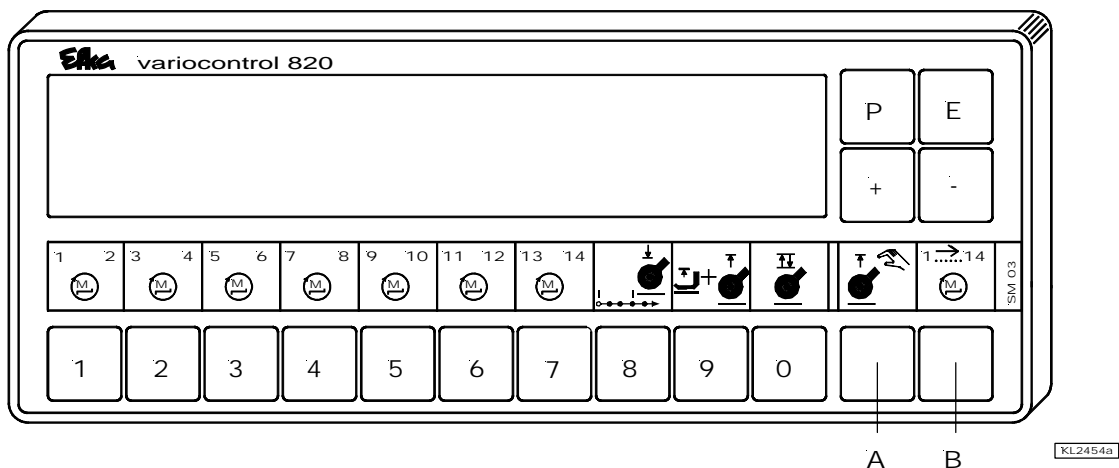 Efka variocontrol 820
P E
+ -
1 2 3 4 5 6 7 8 9 10 11 12 13 14 1 14
M M M M M M M + M
SM 03
1 2 3 4 5 6 7 8 9 0
A B
KL2454a